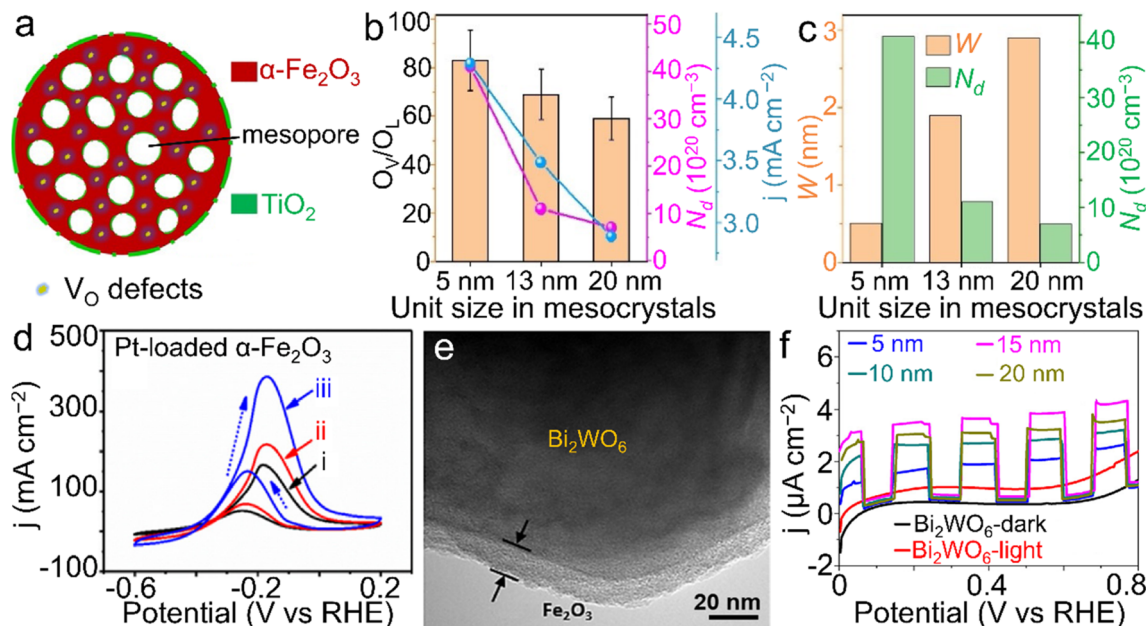 a
α-Fe₂O₃
mesopore
TiO₂
V_O defects
b
O_V/O_L
100
80
60
40
20
0
5 nm 13 nm 20 nm
Unit size in mesocrystals
50
40
30
20
10
0
N_d (10²⁰ cm⁻³)
4.5
4.0
3.5
3.0
j (mA cm⁻²)
c
W (nm)
3
2
1
0
W
N_d
5 nm 13 nm 20 nm
Unit size in mesocrystals
40
30
20
10
0
N_d (10²⁰ cm⁻³)
d
Pt-loaded α-Fe₂O₃
j (mA cm⁻²)
500
300
100
-100
iii
ii
i
-0.6 -0.2 0.2
Potential (V vs RHE)
e
Bi₂WO₆
Fe₂O₃
20 nm
f
j (μA cm⁻²)
6
4
2
0
-2
5 nm 15 nm
10 nm 20 nm
Bi₂WO₆-dark
Bi₂WO₆-light
0 0.4 0.8
Potential (V vs RHE)